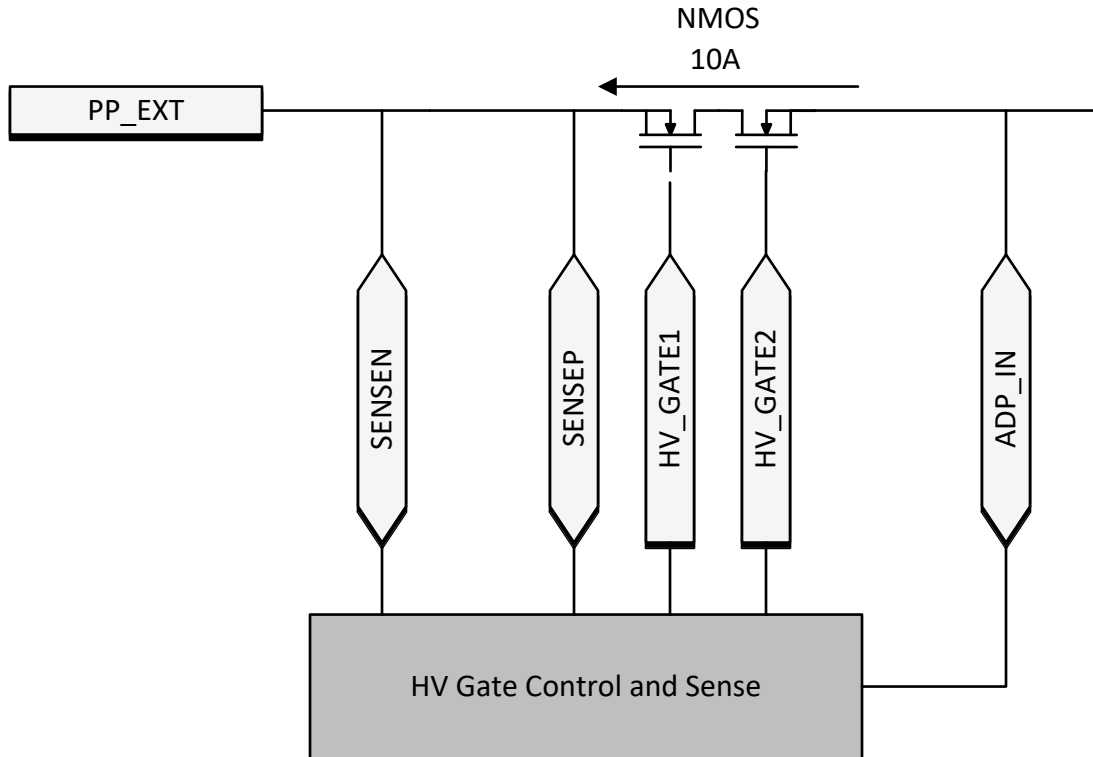 NMOS
10A
PP_EXT
SENSEN
SENSEP
HV_GATE1
HV_GATE2
ADP_IN
HV Gate Control and Sense